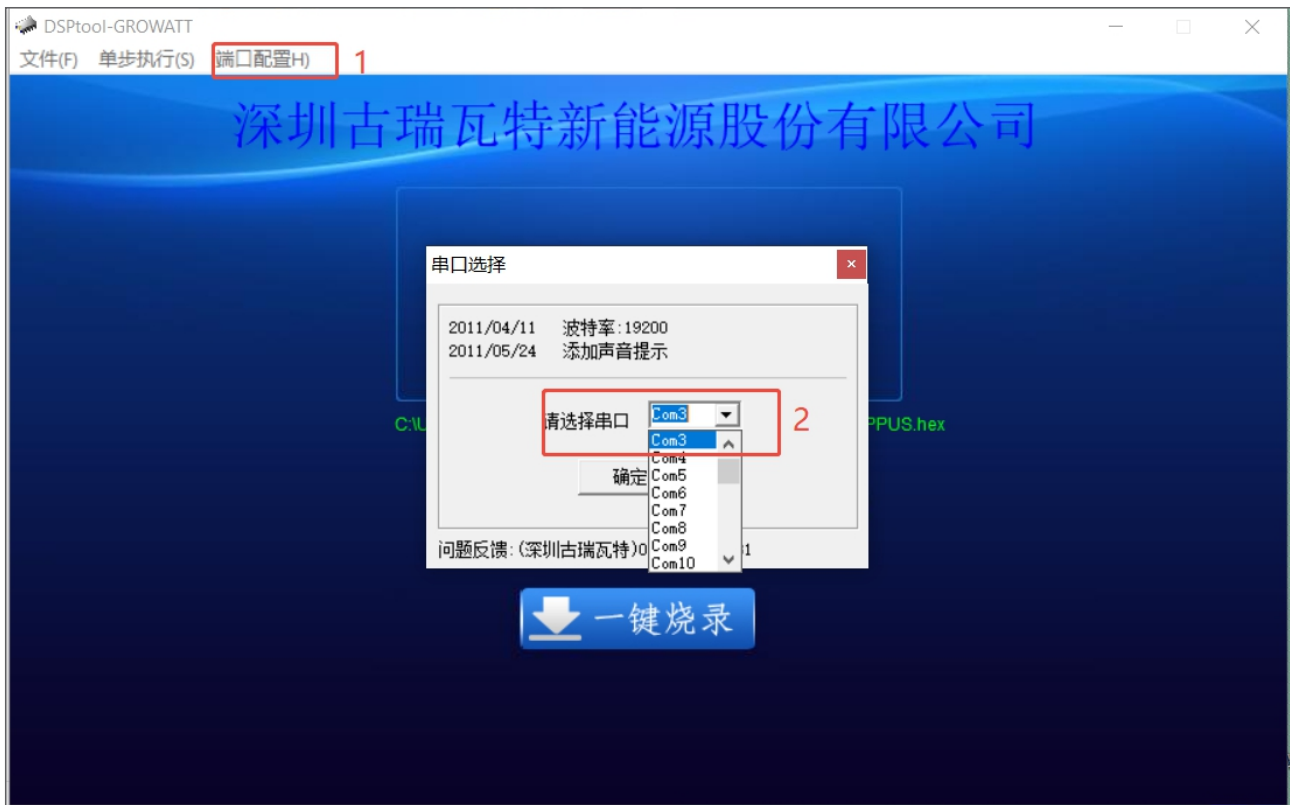 DSPtool-GROWATT
文件(F) 单步执行(S) 端口配置H) 1
深圳古瑞瓦特新能源股份有限公司
串口选择
2011/04/11 波特率:19200
2011/05/24 添加声音提示
请选择串口 Com3 2
Com3
C:\ PPUS.hex
Com4
确定 Com5
Com6
Com7
Com8
Com9
问题反馈:(深圳古瑞瓦特)0 1
Com10
一键烧录